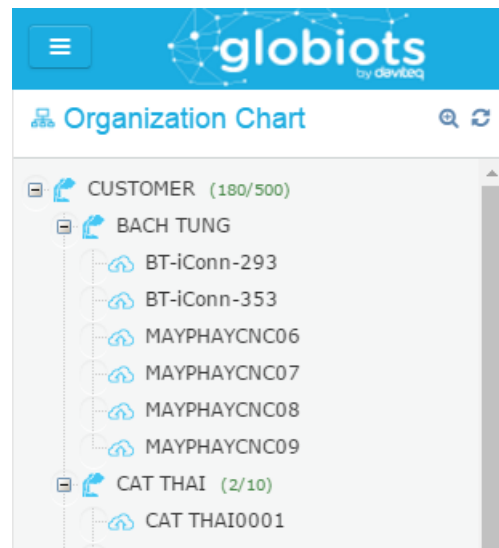 globiots
by daviteq
Organization Chart
CUSTOMER (180/500)
BACH TUNG
BT-iConn-293
BT-iConn-353
MAYPHAYCNC06
MAYPHAYCNC07
MAYPHAYCNC08
MAYPHAYCNC09
CAT THAI (2/10)
CAT THAI0001